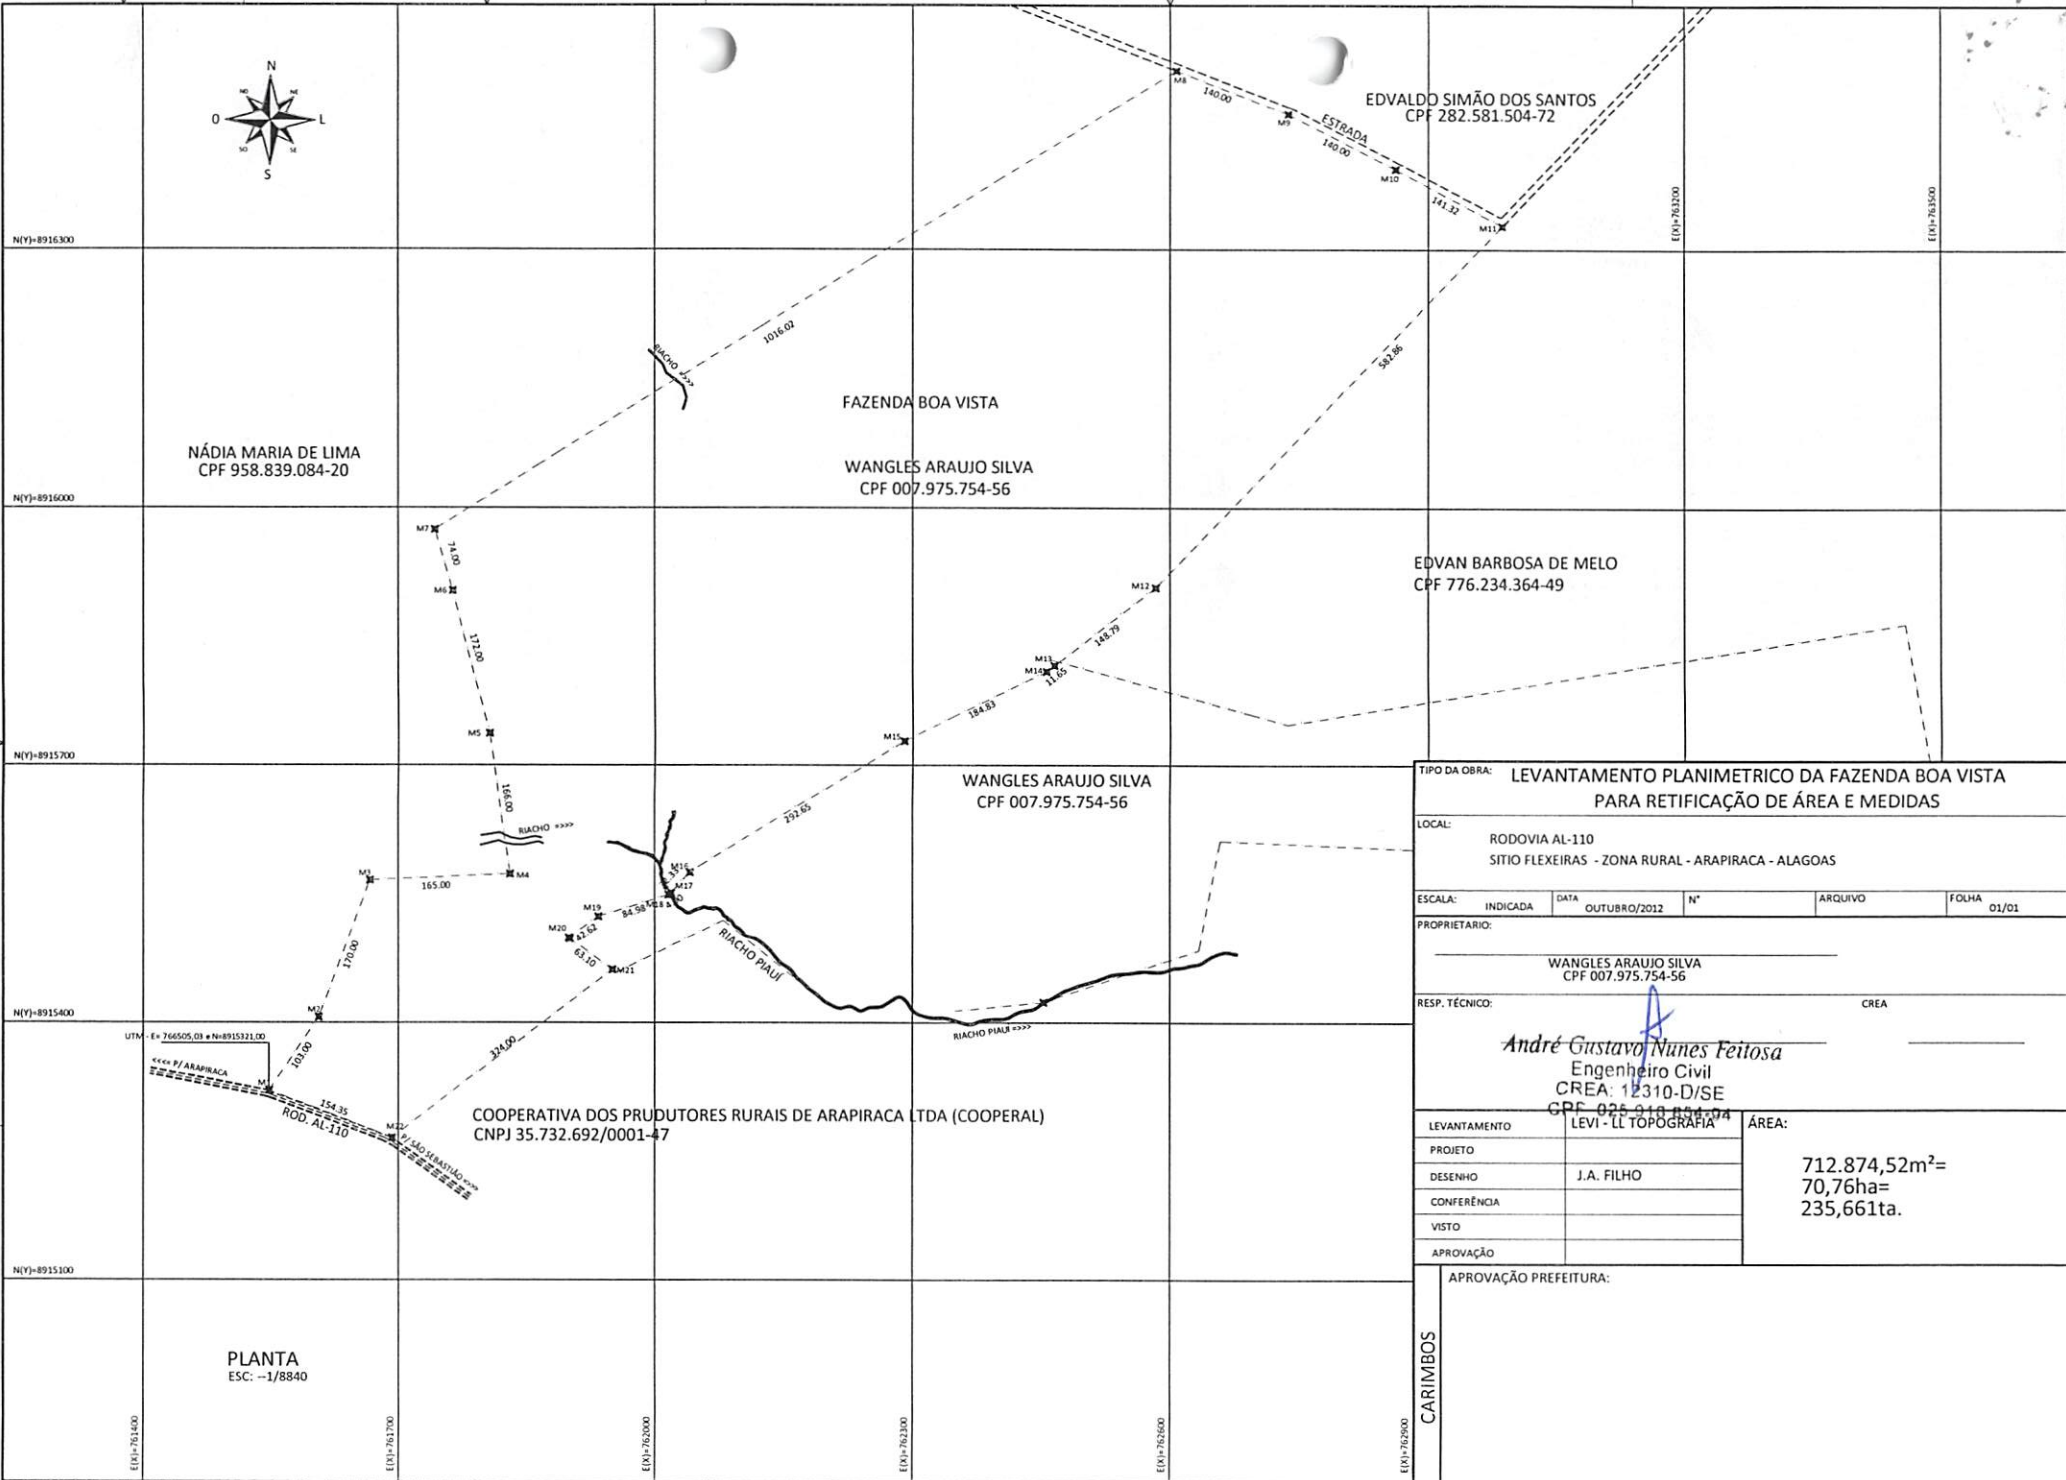 N
NO
NE
O
L
SO
SE
S
M8
140.00
M9
ESTRADA
140.00
M10
141.32
M11
EDVALDO SIMÃO DOS SANTOS
CPF 282.581.504-72
E(X)=763200
E(X)=763500
N(Y)=8916300
1016.02
582.86
RIACHO >>>>
FAZENDA BOA VISTA
NÁDIA MARIA DE LIMA
CPF 958.839.084-20
WANGLES ARAUJO SILVA
CPF 007.975.754-56
N(Y)=8916000
M7
74.00
M6
172.00
M5
166.00
EDVAN BARBOSA DE MELO
CPF 776.234.364-49
M12
148.79
M13
M14
11.65
184.83
M15
292.65
N(Y)=8915700
WANGLES ARAUJO SILVA
CPF 007.975.754-56
RIACHO =>>>
M3
165.00
M4
M16
M17
M18
M19
84.98
M20
42.62
63.10
M21
RIACHO PIAUÍ
170.00
M2
N(Y)=8915400
RIACHO PIAUÍ =>>>
UTM - E= 766505,03 e N=8915321,00
103.00
324.00
<<<< P/ ARAPIRACA
154.35
ROD. AL-110
M22
P/ SÃO SEBASTIÃO >>>>
COOPERATIVA DOS PRUDUTORES RURAIS DE ARAPIRACA LTDA (COOPERAL)
CNPJ 35.732.692/0001-47
N(Y)=8915100
PLANTA
ESC: --1/8840
E(X)=761400
E(X)=761700
E(X)=762000
E(X)=762300
E(X)=762600
E(X)=762900
TIPO DA OBRA: LEVANTAMENTO PLANIMETRICO DA FAZENDA BOA VISTA
PARA RETIFICAÇÃO DE ÁREA E MEDIDAS
LOCAL:
RODOVIA AL-110
SITIO FLEXEIRAS - ZONA RURAL - ARAPIRACA - ALAGOAS
ESCALA: INDICADA DATA OUTUBRO/2012 N° ARQUIVO FOLHA 01/01
PROPRIETARIO:
WANGLES ARAUJO SILVA
CPF 007.975.754-56
RESP. TÉCNICO: CREA
André Gustavo Nunes Feitosa
Engenheiro Civil
CREA: 12310-D/SE
LEVANTAMENTO LEVI - LL TOPOGRAFIA
PROJETO
DESENHO J.A. FILHO
CONFERÊNCIA
VISTO
APROVAÇÃO
ÁREA:
712.874,52m²=
70,76ha=
235,661ta.
APROVAÇÃO PREFEITURA:
CARIMBOS